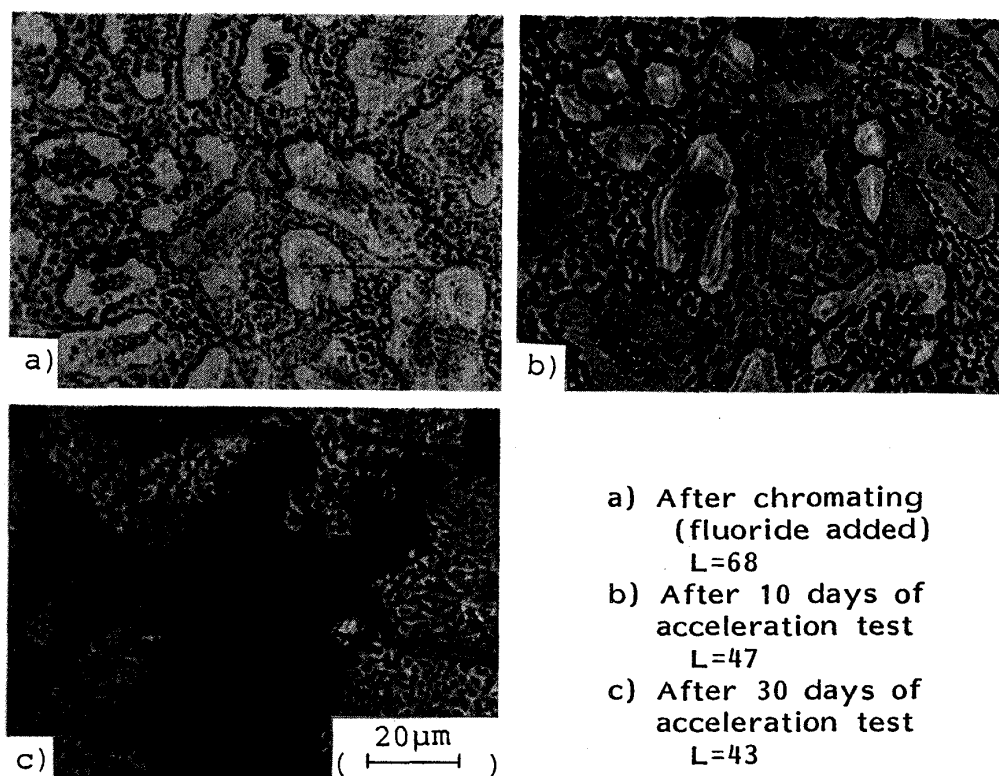 a)
b)
c)
( 20μm )
a) After chromating
(fluoride added)
L=68
b) After 10 days of
acceleration test
L=47
c) After 30 days of
acceleration test
L=43